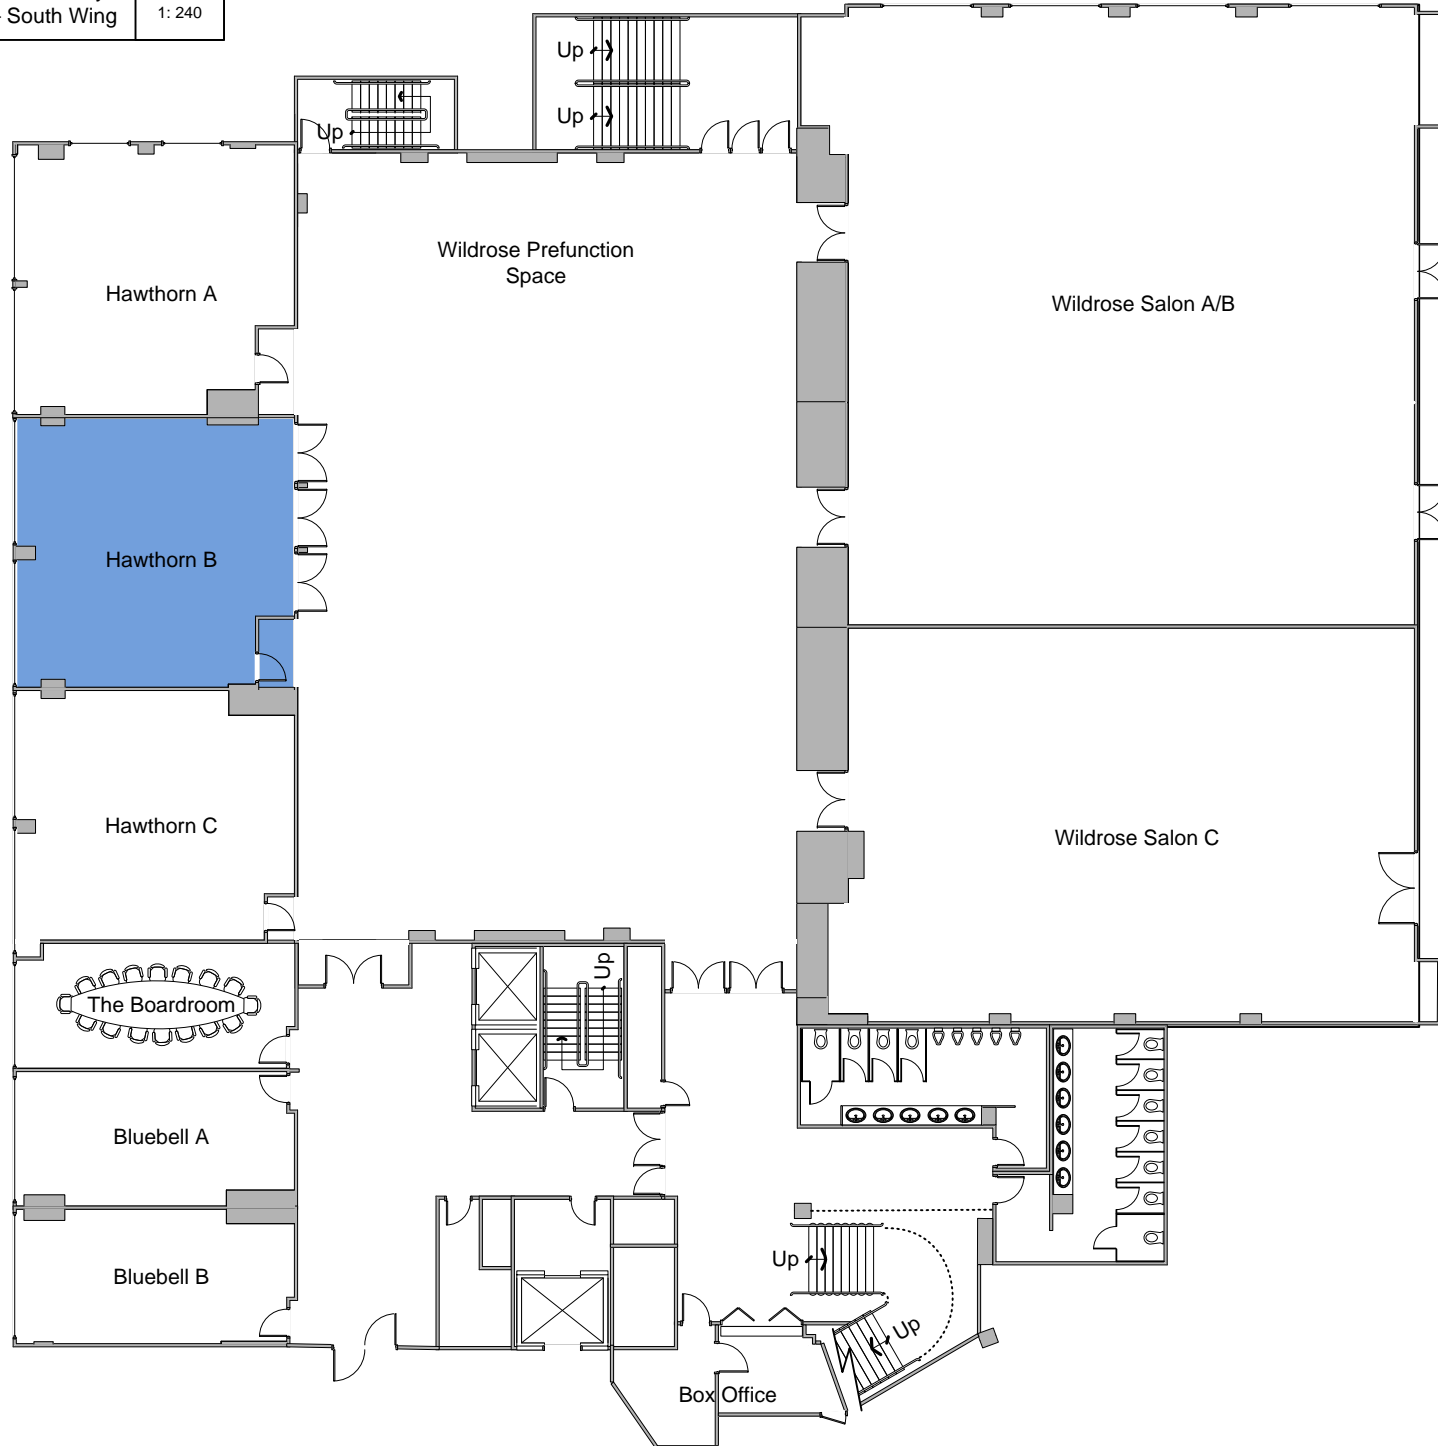 South Wing
1: 240
Up
Up
Up
Wildrose Prefunction
Space
Hawthorn A
Wildrose Salon A/B
Hawthorn B
Hawthorn C
Wildrose Salon C
Up
The Boardroom
Bluebell A
Up
Bluebell B
Up
Box Office